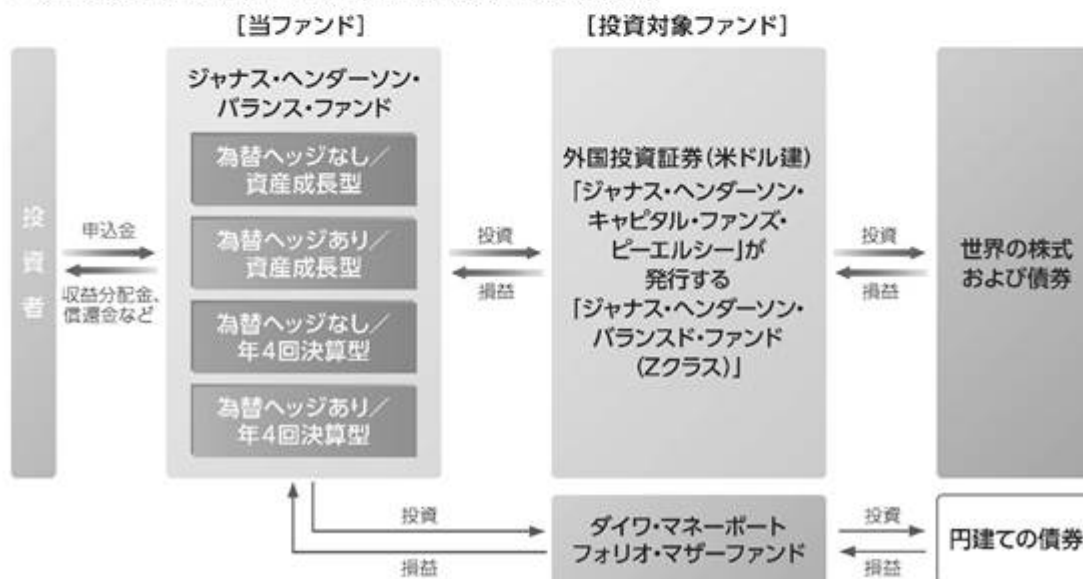 [当ファンド]
[投資対象ファンド]
投資者
申込金
収益分配金、
償還金など
ジャナス・ヘンダーソン・
バランス・ファンド
為替ヘッジなし／
資産成長型
為替ヘッジあり／
資産成長型
為替ヘッジなし／
年4回決算型
為替ヘッジあり／
年4回決算型
投資
損益
外国投資証券(米ドル建)
「ジャナス・ヘンダーソン・
キャピタル・ファンズ・
ピーエルシー」が
発行する
「ジャナス・ヘンダーソン・
バランスド・ファンド
(Zクラス)」
投資
損益
世界の株式
および債券
投資
損益
ダイワ・マネーポート
フォリオ・マザーファンド
投資
損益
円建ての債券